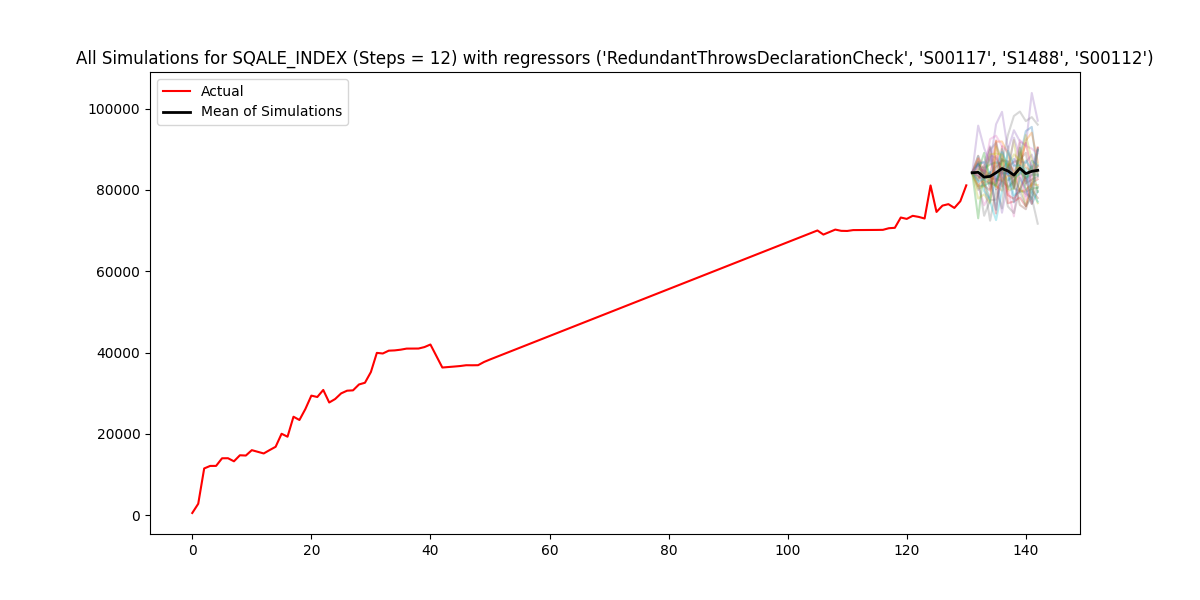 All Simulations for SQALE_INDEX (Steps = 12) with regressors ('RedundantThrowsDeclarationCheck', 'S00117', 'S1488', 'S00112')
Actual
Mean of Simulations
100000
80000
60000
40000
20000
0
0 20 40 60 80 100 120 140